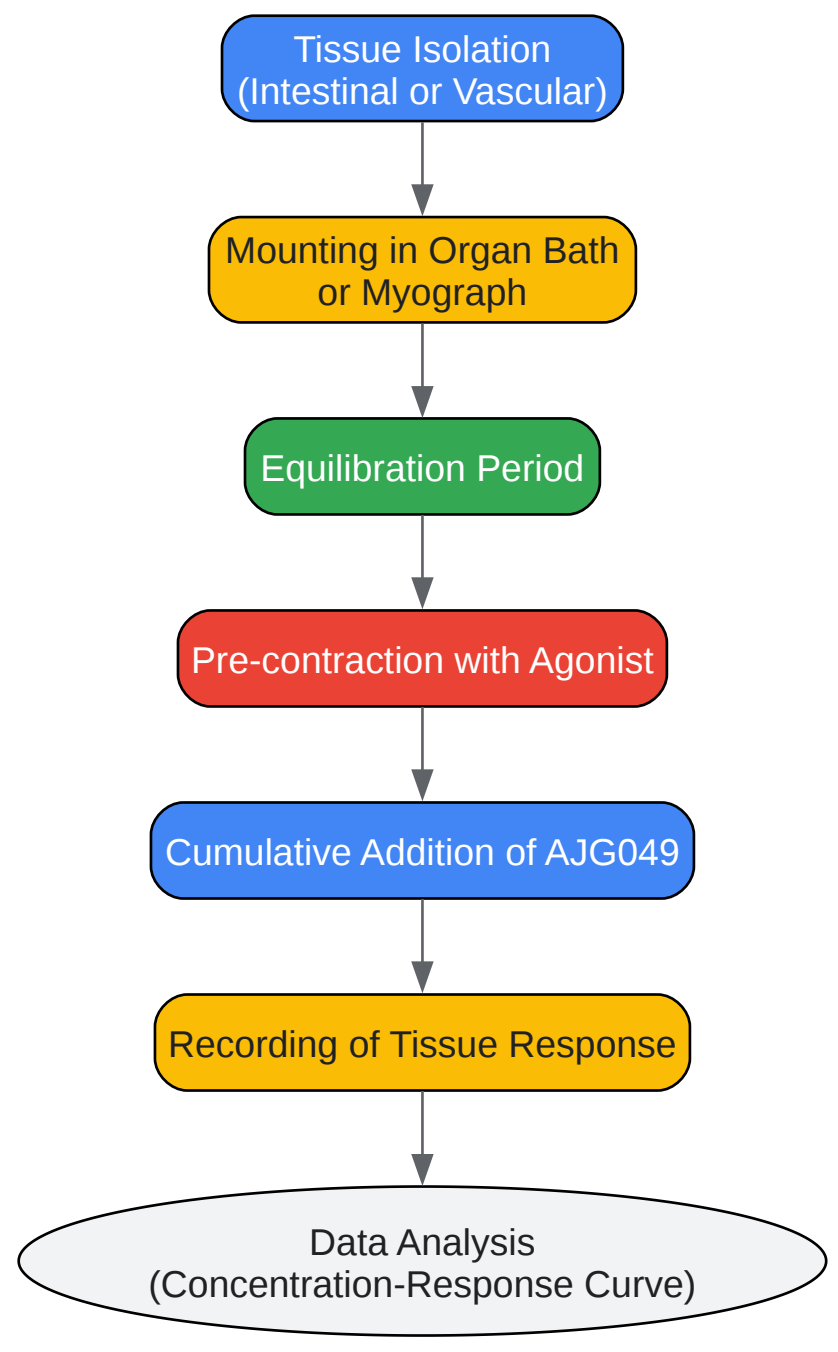 Tissue Isolation
(Intestinal or Vascular)
Mounting in Organ Bath
or Myograph
Equilibration Period
Pre-contraction with Agonist
Cumulative Addition of AJG049
Recording of Tissue Response
Data Analysis
(Concentration-Response Curve)